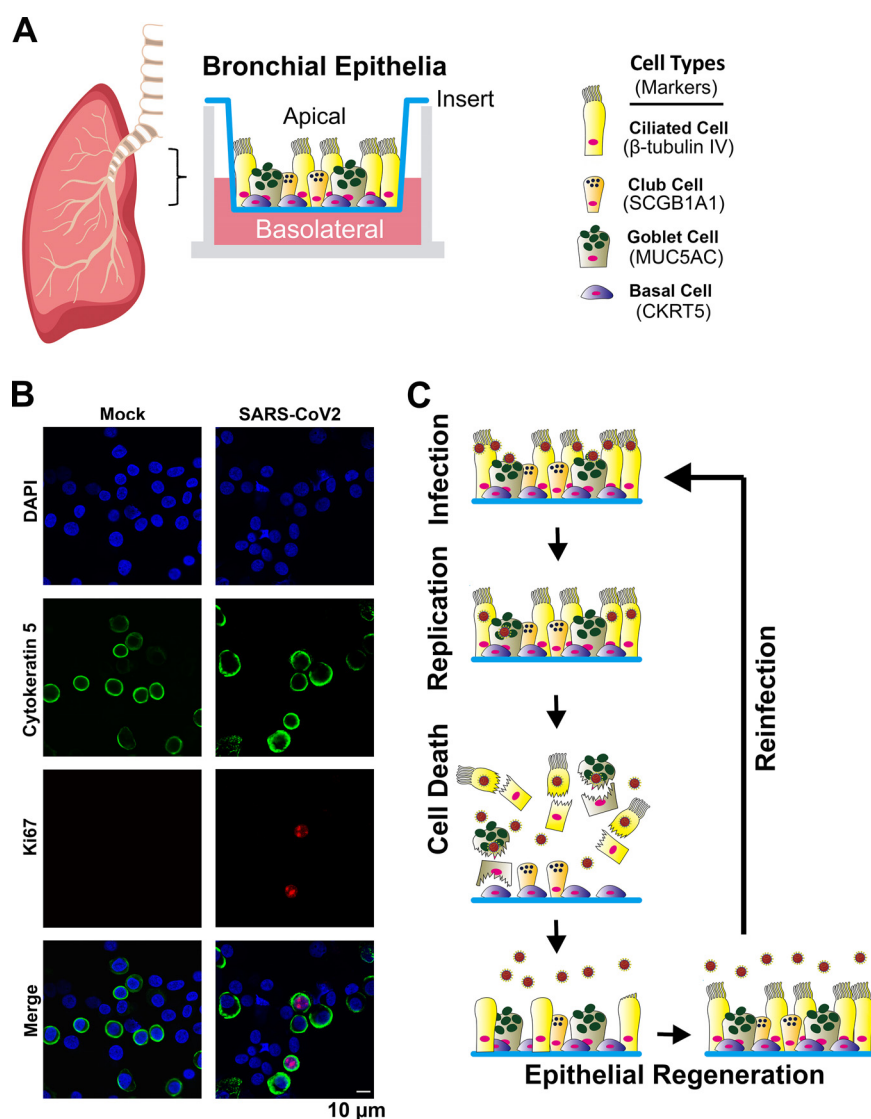 A
Bronchial Epithelia
Apical
Insert
Basolateral
Cell Types
(Markers)
Ciliated Cell
(β-tubulin IV)
Club Cell
(SCGB1A1)
Goblet Cell
(MUC5AC)
Basal Cell
(CKRT5)
B
Mock
SARS-CoV2
DAPI
Cytokeratin 5
Ki67
Merge
10 µm
C
Infection
Replication
Cell Death
Reinfection
Epithelial Regeneration